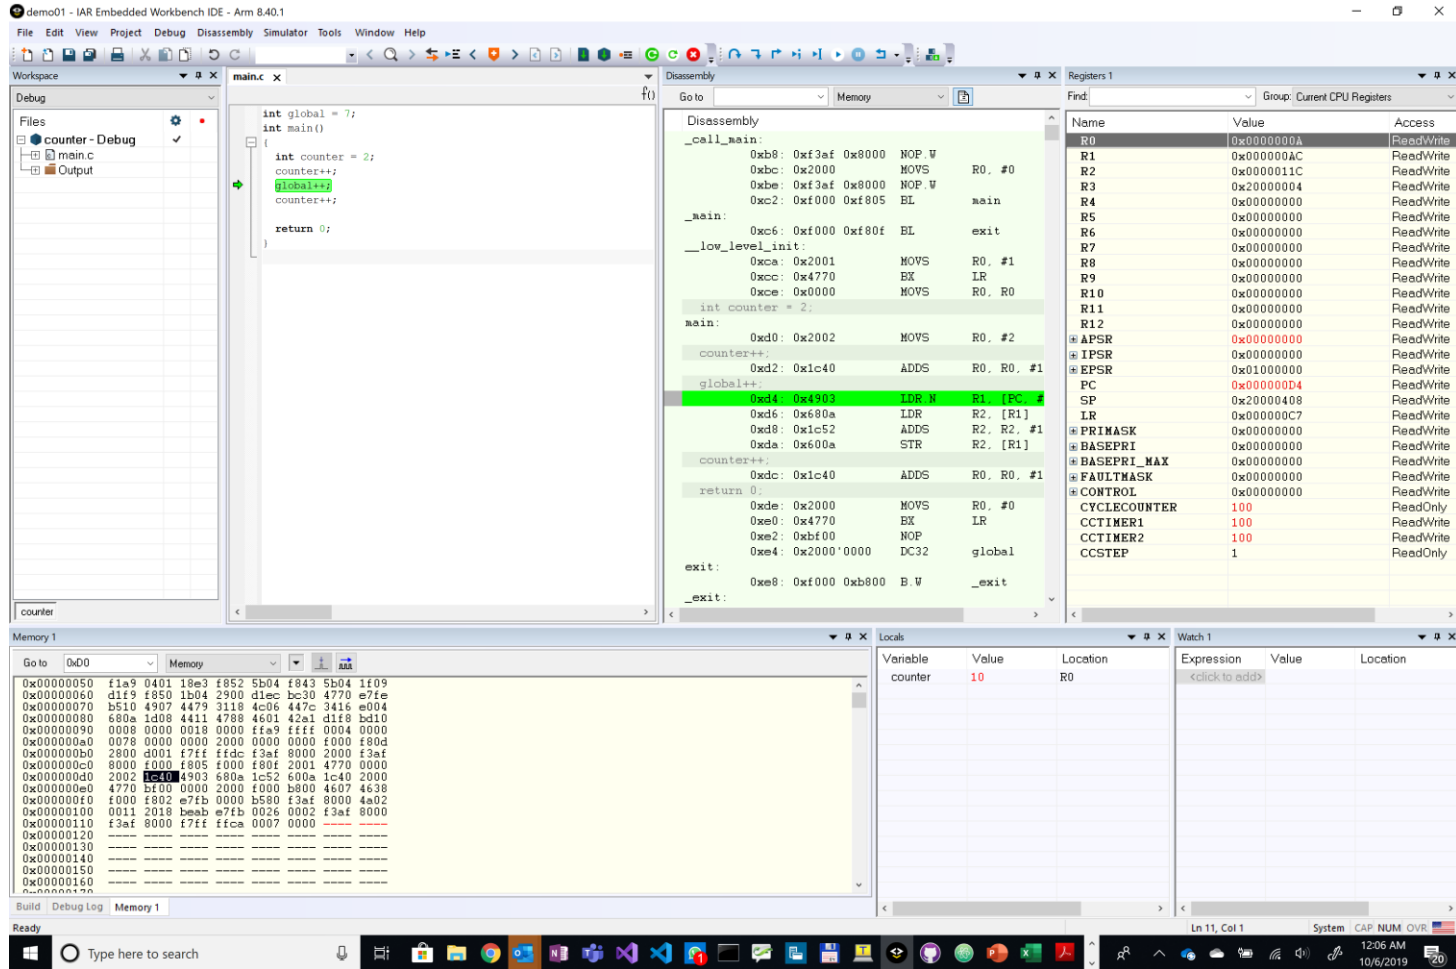 demo01 - IAR Embedded Workbench IDE - Arm 8.40.1
File Edit View Project Debug Disassembly Simulator Tools Window Help
Workspace
Debug
Files
counter - Debug
main.c
Output
counter
main.c
f()
int global = 7;
int main()
{
int counter = 2;
counter++;
global++;
counter++;
return 0;
}
Disassembly
Go to Memory
Disassembly
_call_main:
0xb8: 0xf3af 0x8000 NOP.W
0xbc: 0x2000 MOVS R0, #0
0xbe: 0xf3af 0x8000 NOP.W
0xc2: 0xf000 0xf805 BL main
_main:
0xc6: 0xf000 0xf80f BL exit
__low_level_init:
0xca: 0x2001 MOVS R0, #1
0xcc: 0x4770 BX LR
0xce: 0x0000 MOVS R0, R0
int counter = 2;
main:
0xd0: 0x2002 MOVS R0, #2
counter++;
0xd2: 0x1c40 ADDS R0, R0, #1
global++;
0xd4: 0x4903 LDR.N R1, [PC, #
0xd6: 0x680a LDR R2, [R1]
0xd8: 0x1c52 ADDS R2, R2, #1
0xda: 0x600a STR R2, [R1]
counter++;
0xdc: 0x1c40 ADDS R0, R0, #1
return 0;
0xde: 0x2000 MOVS R0, #0
0xe0: 0x4770 BX LR
0xe2: 0xbf00 NOP
0xe4: 0x2000'0000 DC32 global
exit:
0xe8: 0xf000 0xb800 B.W _exit
_exit:
Registers 1
Find: Group: Current CPU Registers
Name Value Access
R0 0x0000000A ReadWrite
R1 0x000000AC ReadWrite
R2 0x0000011C ReadWrite
R3 0x20000004 ReadWrite
R4 0x00000000 ReadWrite
R5 0x00000000 ReadWrite
R6 0x00000000 ReadWrite
R7 0x00000000 ReadWrite
R8 0x00000000 ReadWrite
R9 0x00000000 ReadWrite
R10 0x00000000 ReadWrite
R11 0x00000000 ReadWrite
R12 0x00000000 ReadWrite
APSR 0x00000000 ReadWrite
IPSR 0x00000000 ReadWrite
EPSR 0x01000000 ReadWrite
PC 0x000000D4 ReadWrite
SP 0x20000408 ReadWrite
LR 0x000000C7 ReadWrite
PRIMASK 0x00000000 ReadWrite
BASEPRI 0x00000000 ReadWrite
BASEPRI_MAX 0x00000000 ReadWrite
FAULTMASK 0x00000000 ReadWrite
CONTROL 0x00000000 ReadWrite
CYCLECOUNTER 100 ReadOnly
CCTIMER1 100 ReadWrite
CCTIMER2 100 ReadWrite
CCSTEP 1 ReadOnly
Memory 1
Go to 0xD0 Memory
0x00000050 f1a9 0401 18e3 f852 5b04 f843 5b04 1f09
0x00000060 d1f9 f850 1b04 2900 d1ec bc30 4770 e7fe
0x00000070 b510 4907 4479 3118 4c06 447c 3416 e004
0x00000080 680a 1d08 4411 4788 4601 42a1 d1f8 bd10
0x00000090 0008 0000 0018 0000 ffa9 ffff 0004 0000
0x000000a0 0078 0000 0000 2000 0000 0000 f000 f80d
0x000000b0 2800 d001 f7ff ffdc f3af 8000 2000 f3af
0x000000c0 8000 f000 f805 f000 f80f 2001 4770 0000
0x000000d0 2002 1c40 4903 680a 1c52 600a 1c40 2000
0x000000e0 4770 bf00 0000 2000 f000 b800 4607 4638
0x000000f0 f000 f802 e7fb 0000 b580 f3af 8000 4a02
0x00000100 0011 2018 beab e7fb 0026 0002 f3af 8000
0x00000110 f3af 8000 f7ff ffca 0007 0000 ---- ----
0x00000120 ---- ---- ---- ---- ---- ---- ---- ----
0x00000130 ---- ---- ---- ---- ---- ---- ---- ----
0x00000140 ---- ---- ---- ---- ---- ---- ---- ----
0x00000150 ---- ---- ---- ---- ---- ---- ---- ----
0x00000160 ---- ---- ---- ---- ---- ---- ---- ----
Build Debug Log Memory 1
Locals
Variable Value Location
counter 10 R0
Watch 1
Expression Value Location
<click to add>
Ready
Ln 11, Col 1 System CAP NUM OVR
Type here to search
12:06 AM
10/6/2019
20